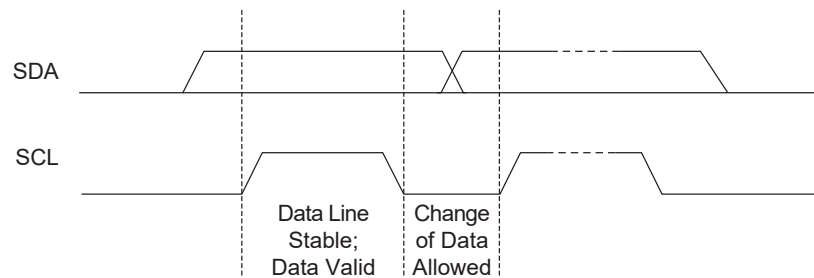 SDA
SCL
Data Line
Stable;
Data Valid
Change
of Data
Allowed